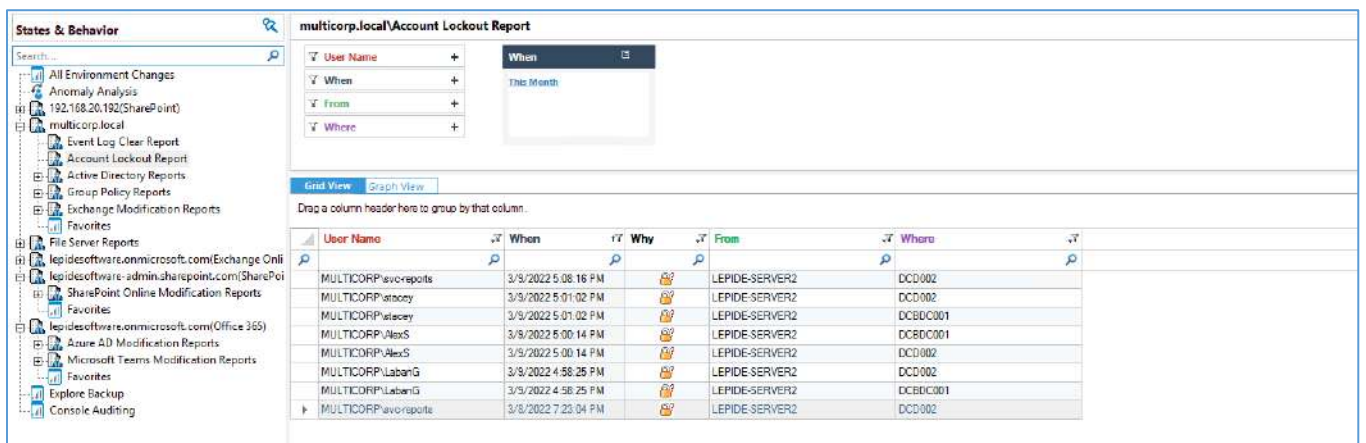 States & Behavior
Search...
All Environment Changes
Anomaly Analysis
192.168.20.192(SharePoint)
multicorp.local
Event Log Clear Report
Account Lockout Report
Active Directory Reports
Group Policy Reports
Exchange Modification Reports
Favorites
File Server Reports
lepidesoftware.onmicrosoft.com(Exchange Onli
lepidesoftware-admin.sharepoint.com(SharePoi
SharePoint Online Modification Reports
Favorites
lepidesoftware.onmicrosoft.com(Office 365)
Azure AD Modification Reports
Microsoft Teams Modification Reports
Favorites
Explore Backup
Console Auditing
multicorp.local\Account Lockout Report
User Name +
When +
From +
Where +
When
This Month
Grid View Graph View
Drag a column header here to group by that column.
User Name When Why From Where
MULTICORP\svc-reports 3/9/2022 5:08:16 PM LEPIDE-SERVER2 DCD002
MULTICORP\stacey 3/9/2022 5:01:02 PM LEPIDE-SERVER2 DCD002
MULTICORP\stacey 3/9/2022 5:01:02 PM LEPIDE-SERVER2 DCBDC001
MULTICORP\AlexS 3/9/2022 5:00:14 PM LEPIDE-SERVER2 DCBDC001
MULTICORP\AlexS 3/9/2022 5:00:14 PM LEPIDE-SERVER2 DCD002
MULTICORP\LabanG 3/9/2022 4:58:25 PM LEPIDE-SERVER2 DCD002
MULTICORP\LabanG 3/9/2022 4:58:25 PM LEPIDE-SERVER2 DCBDC001
MULTICORP\svc-reports 3/8/2022 7:23:04 PM LEPIDE-SERVER2 DCD002